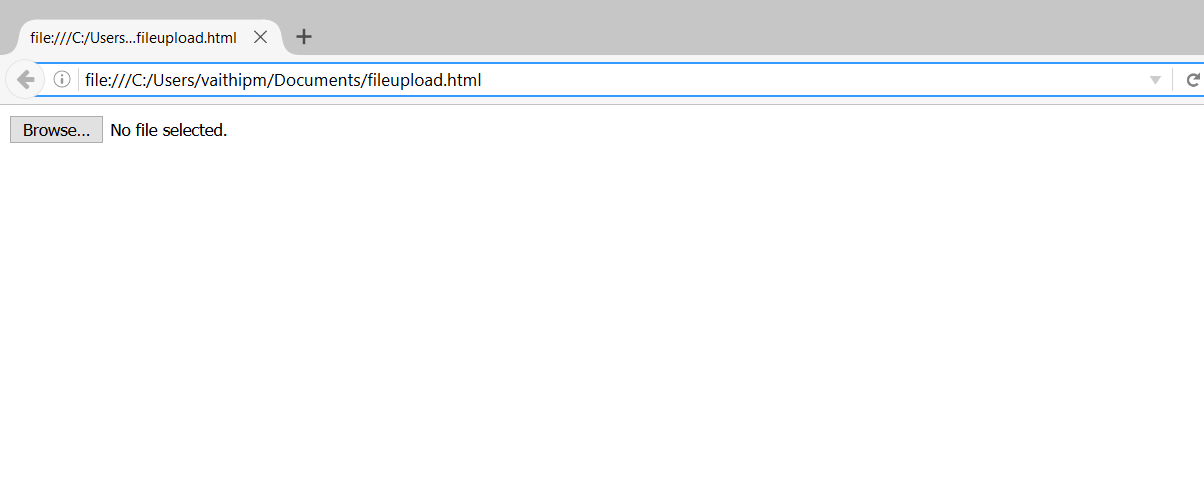 file:///C:/Users...fileupload.html
file:///C:/Users/vaithipm/Documents/fileupload.html
Browse... No file selected.